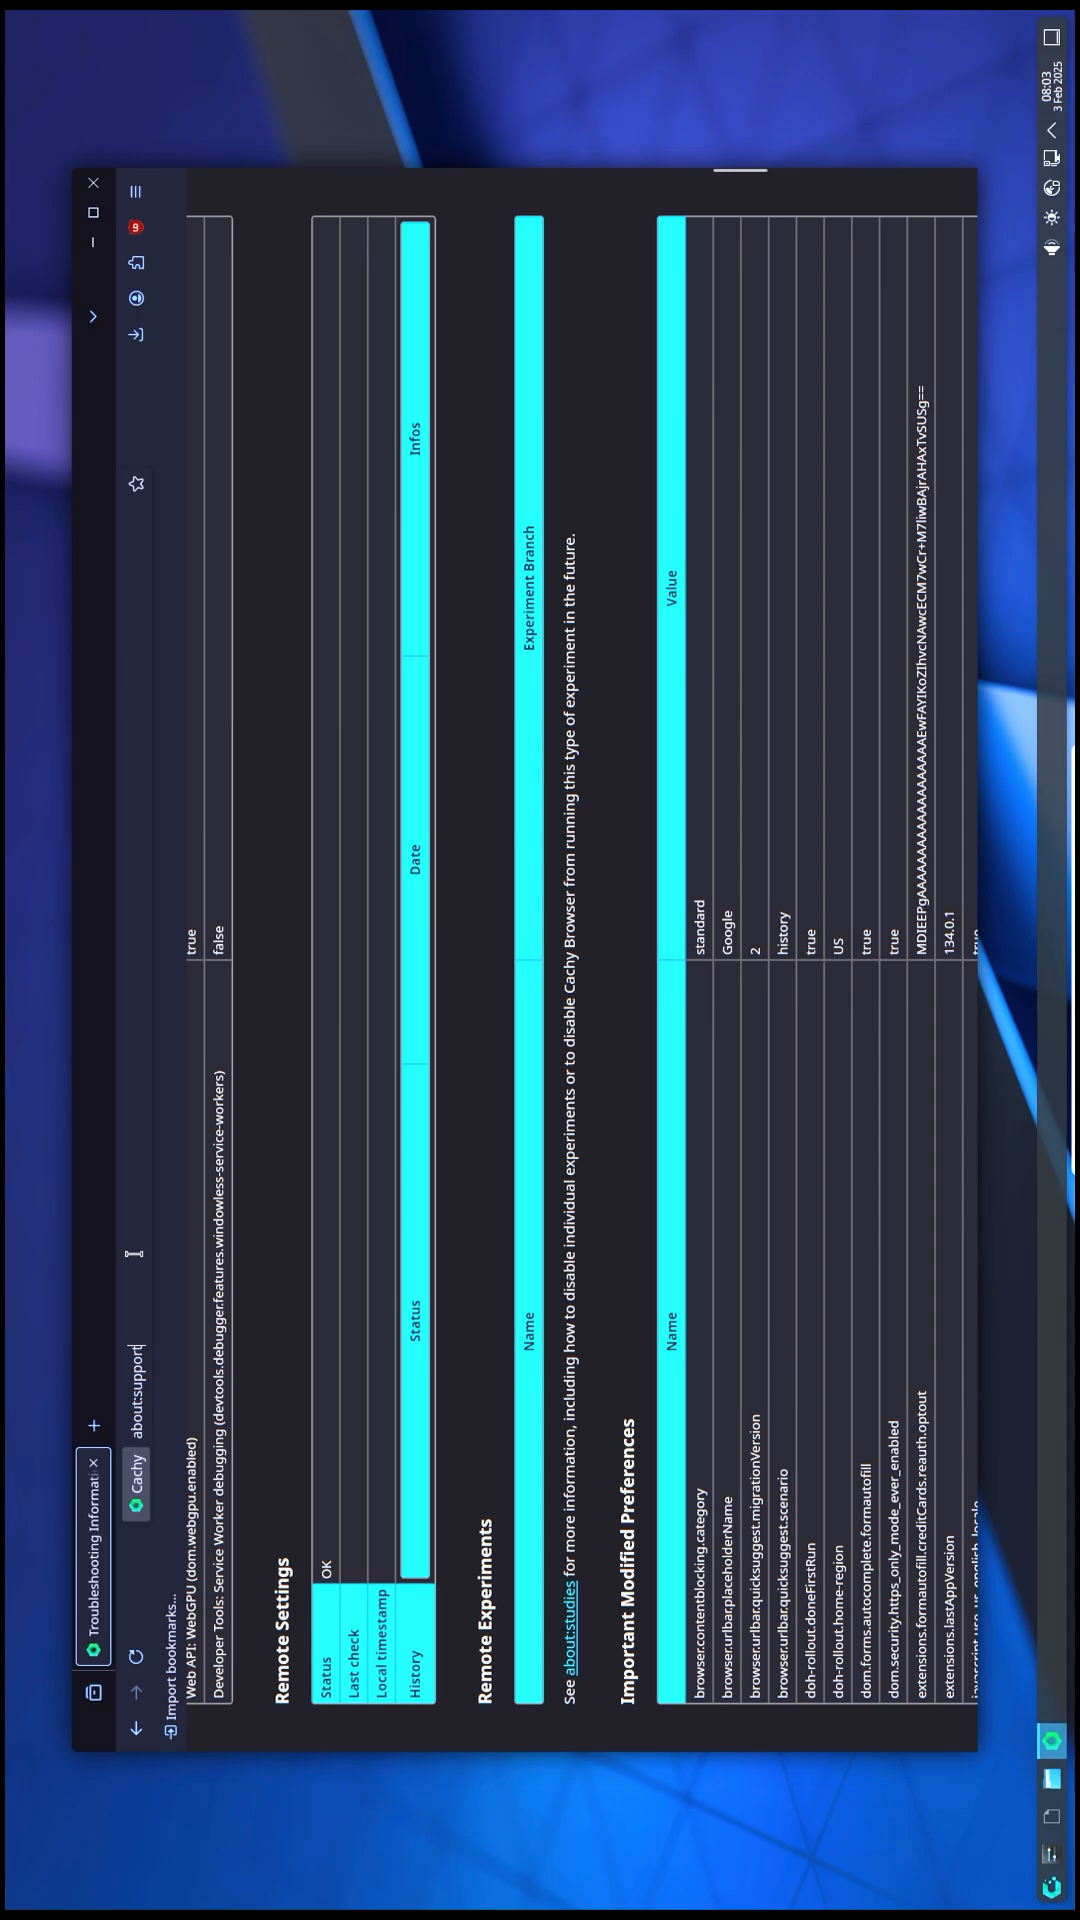 Troubleshooting Informati
Cachy about:support
Import bookmarks...
Web API: WebGPU (dom.webgpu.enabled) true
Developer Tools: Service Worker debugging (devtools.debugger.features.windowless-service-workers) false
Remote Settings
Status OK
Last check
Local timestamp
History Status Date Infos
Remote Experiments
Name Experiment Branch
See about:studies for more information, including how to disable individual experiments or to disable Cachy Browser from running this type of experiment in the future.
Important Modified Preferences
Name Value
browser.contentblocking.category standard
browser.urlbar.placeholderName Google
browser.urlbar.quicksuggest.migrationVersion 2
browser.urlbar.quicksuggest.scenario history
doh-rollout.doneFirstRun true
doh-rollout.home-region US
dom.forms.autocomplete.formautofill true
dom.security.https_only_mode_ever_enabled true
extensions.formautofill.creditCards.reauth.optout
extensions.lastAppVersion 134.0.1
javascript.use_us_english_locale true
08:03
3 Feb 2025